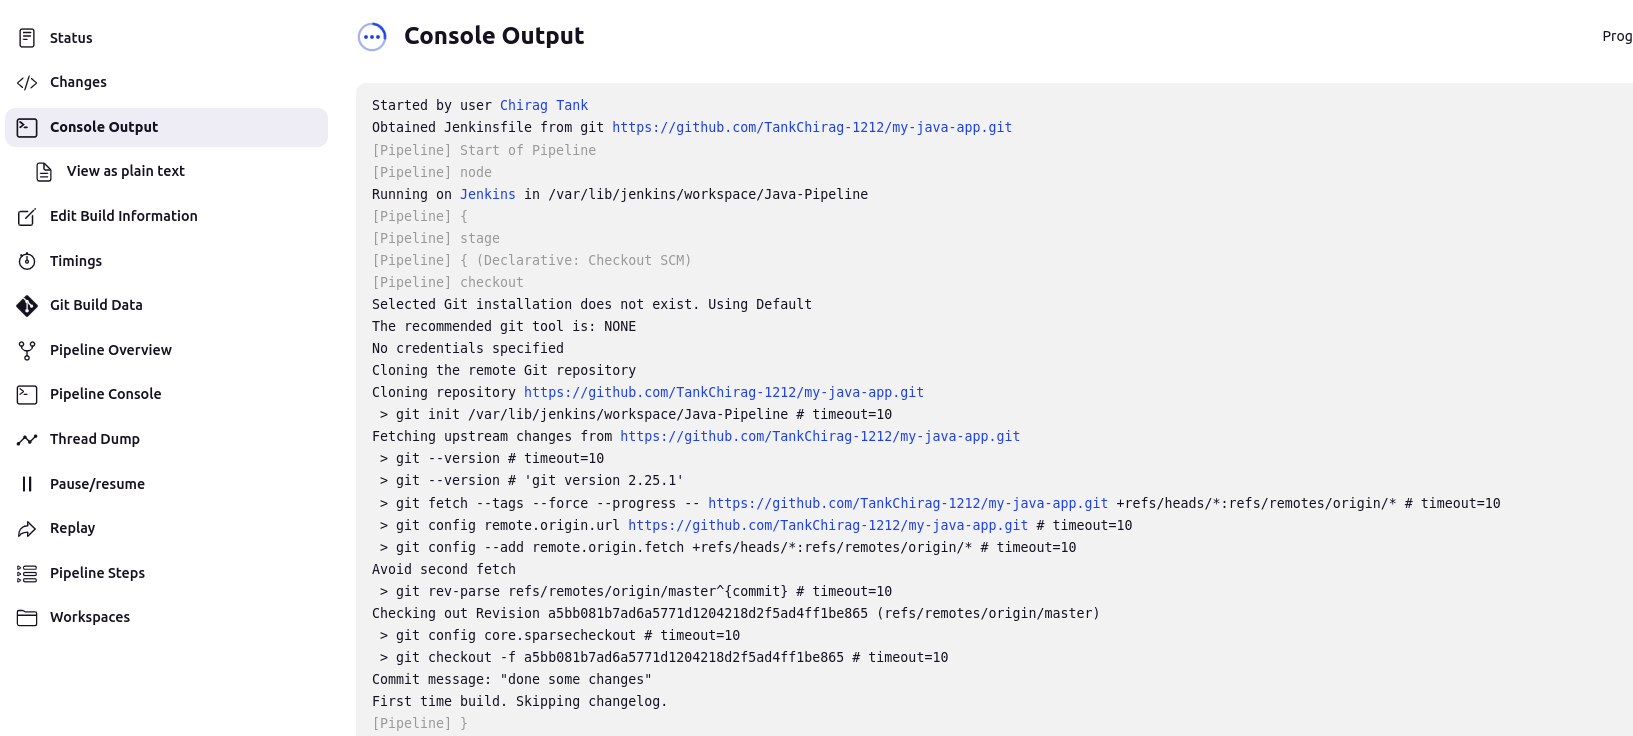 Status
Changes
Console Output
View as plain text
Edit Build Information
Timings
Git Build Data
Pipeline Overview
Pipeline Console
Thread Dump
Pause/resume
Replay
Pipeline Steps
Workspaces
Console Output
Prog
Started by user Chirag Tank
Obtained Jenkinsfile from git https://github.com/TankChirag-1212/my-java-app.git
[Pipeline] Start of Pipeline
[Pipeline] node
Running on Jenkins in /var/lib/jenkins/workspace/Java-Pipeline
[Pipeline] {
[Pipeline] stage
[Pipeline] { (Declarative: Checkout SCM)
[Pipeline] checkout
Selected Git installation does not exist. Using Default
The recommended git tool is: NONE
No credentials specified
Cloning the remote Git repository
Cloning repository https://github.com/TankChirag-1212/my-java-app.git
> git init /var/lib/jenkins/workspace/Java-Pipeline # timeout=10
Fetching upstream changes from https://github.com/TankChirag-1212/my-java-app.git
> git --version # timeout=10
> git --version # 'git version 2.25.1'
> git fetch --tags --force --progress -- https://github.com/TankChirag-1212/my-java-app.git +refs/heads/*:refs/remotes/origin/* # timeout=10
> git config remote.origin.url https://github.com/TankChirag-1212/my-java-app.git # timeout=10
> git config --add remote.origin.fetch +refs/heads/*:refs/remotes/origin/* # timeout=10
Avoid second fetch
> git rev-parse refs/remotes/origin/master^{commit} # timeout=10
Checking out Revision a5bb081b7ad6a5771d1204218d2f5ad4ff1be865 (refs/remotes/origin/master)
> git config core.sparsecheckout # timeout=10
> git checkout -f a5bb081b7ad6a5771d1204218d2f5ad4ff1be865 # timeout=10
Commit message: "done some changes"
First time build. Skipping changelog.
[Pipeline] }